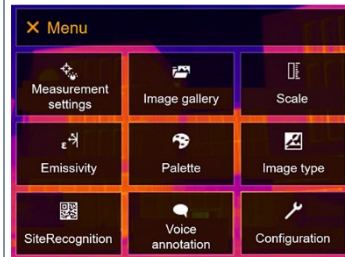 Menu
Measurement
settings
Image gallery
Scale
ε
Emissivity
Palette
Image type
SiteRecognition
Voice
annotation
Configuration